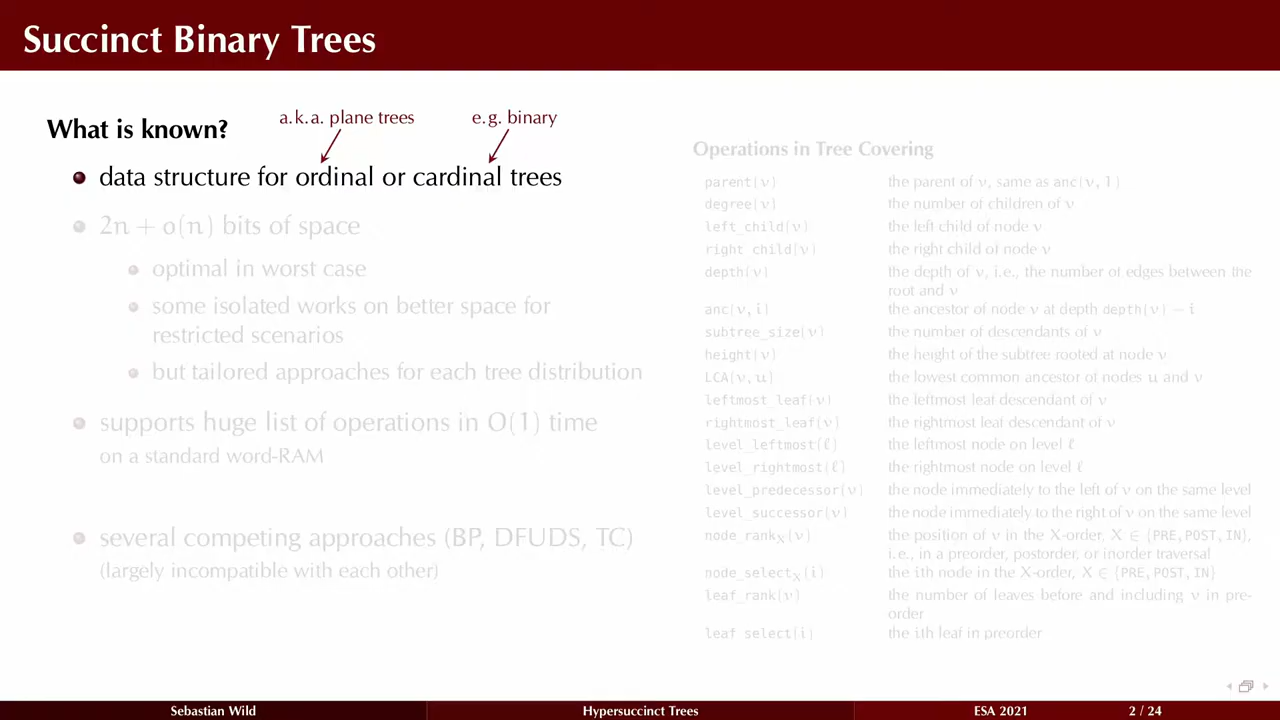 Succinct Binary Trees
What is known?
a.k.a. plane trees
e.g. binary
data structure for ordinal or cardinal trees
2n + o(n) bits of space
optimal in worst case
some isolated works on better space for
restricted scenarios
but tailored approaches for each tree distribution
supports huge list of operations in O(1) time
on a standard word-RAM
several competing approaches (BP, DFUDS, TC)
(largely incompatible with each other)
Operations in Tree Covering
parent(v) the parent of v, same as anc(v, 1)
degree(v) the number of children of v
left_child(v) the left child of node v
right_child(v) the right child of node v
depth(v) the depth of v, i.e., the number of edges between the
root and v
anc(v, i) the ancestor of node v at depth depth(v) − i
subtree_size(v) the number of descendants of v
height(v) the height of the subtree rooted at node v
LCA(v, u) the lowest common ancestor of nodes u and v
leftmost_leaf(v) the leftmost leaf descendant of v
rightmost_leaf(v) the rightmost leaf descendant of v
level_leftmost(ℓ) the leftmost node on level ℓ
level_rightmost(ℓ) the rightmost node on level ℓ
level_predecessor(v) the node immediately to the left of v on the same level
level_successor(v) the node immediately to the right of v on the same level
node_rankX(v) the position of v in the X-order, X ∈ {PRE, POST, IN},
i.e., in a preorder, postorder, or inorder traversal
node_selectX(i) the ith node in the X-order, X ∈ {PRE, POST, IN}
leaf_rank(v) the number of leaves before and including v in pre-
order
leaf_select(i) the ith leaf in preorder
Sebastian Wild Hypersuccinct Trees ESA 2021 2 / 24